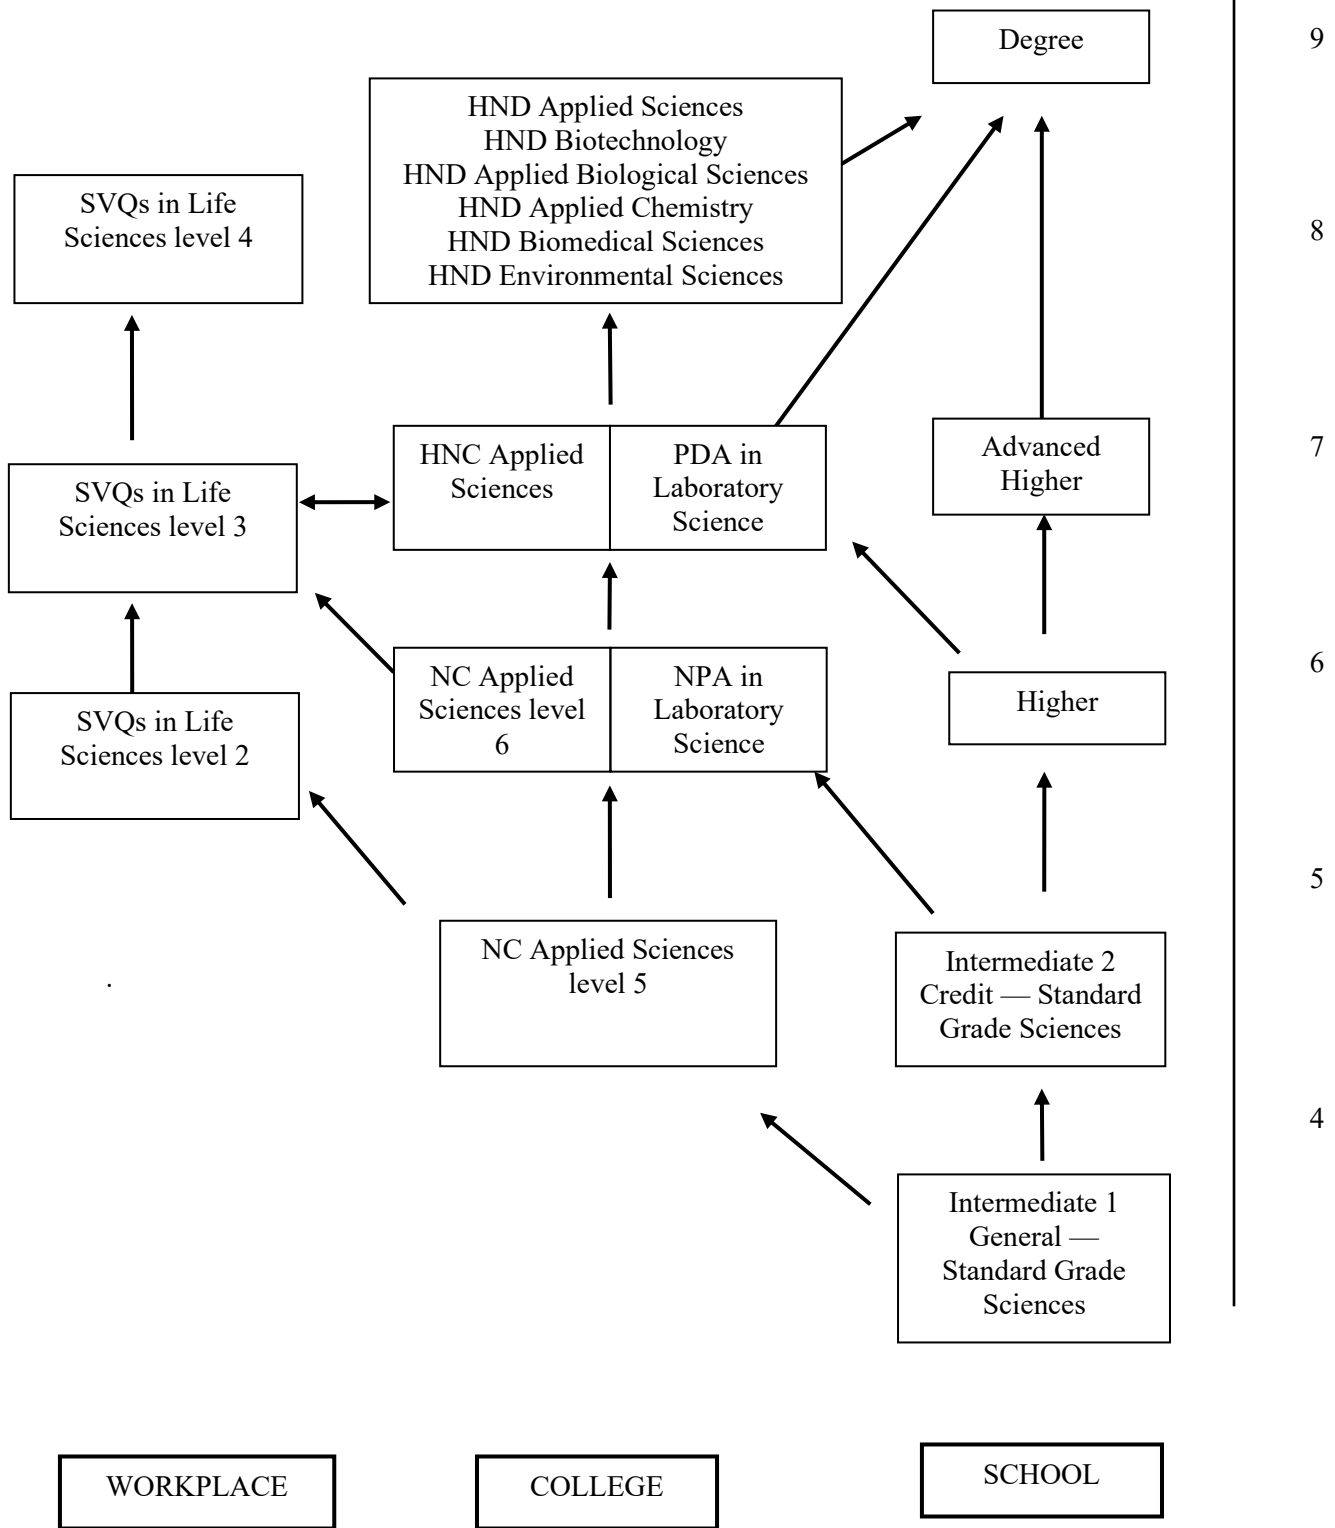 Degree
9
HND Applied Sciences
HND Biotechnology
HND Applied Biological Sciences
HND Applied Chemistry
HND Biomedical Sciences
HND Environmental Sciences
SVQs in Life
Sciences level 4
8
HNC Applied
Sciences
PDA in
Laboratory
Science
Advanced
Higher
7
SVQs in Life
Sciences level 3
NC Applied
Sciences level
6
NPA in
Laboratory
Science
Higher
6
SVQs in Life
Sciences level 2
5
NC Applied Sciences
level 5
Intermediate 2
Credit — Standard
Grade Sciences
.
4
Intermediate 1
General —
Standard Grade
Sciences
WORKPLACE
COLLEGE
SCHOOL